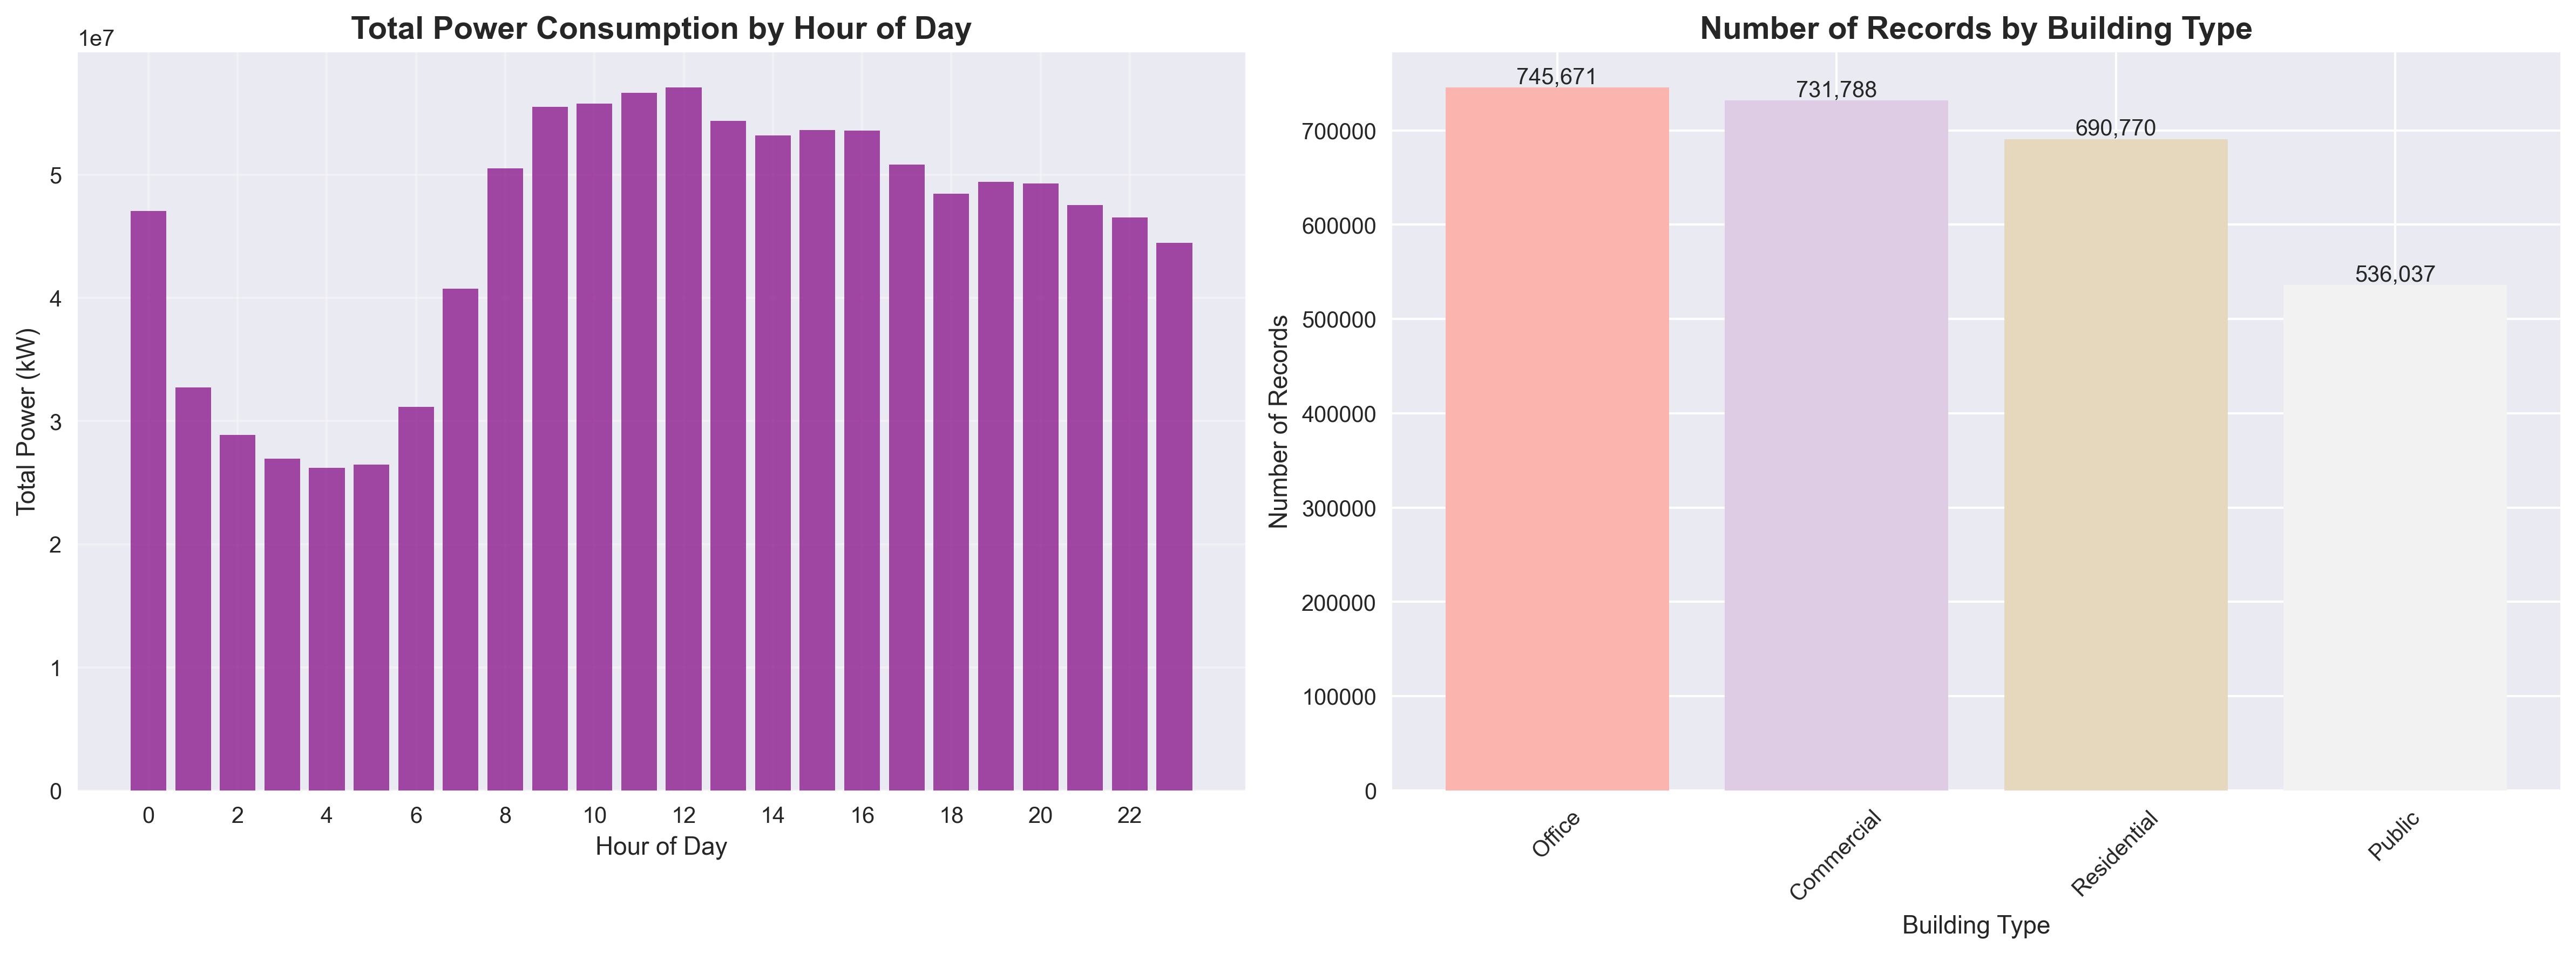 Total Power Consumption by Hour of Day
1e7
5
4
3
2
1
0
Total Power (kW)
0 2 4 6 8 10 12 14 16 18 20 22
Hour of Day
Number of Records by Building Type
745,671
731,788
690,770
536,037
700000
600000
500000
400000
300000
200000
100000
0
Number of Records
Office
Commercial
Residential
Public
Building Type